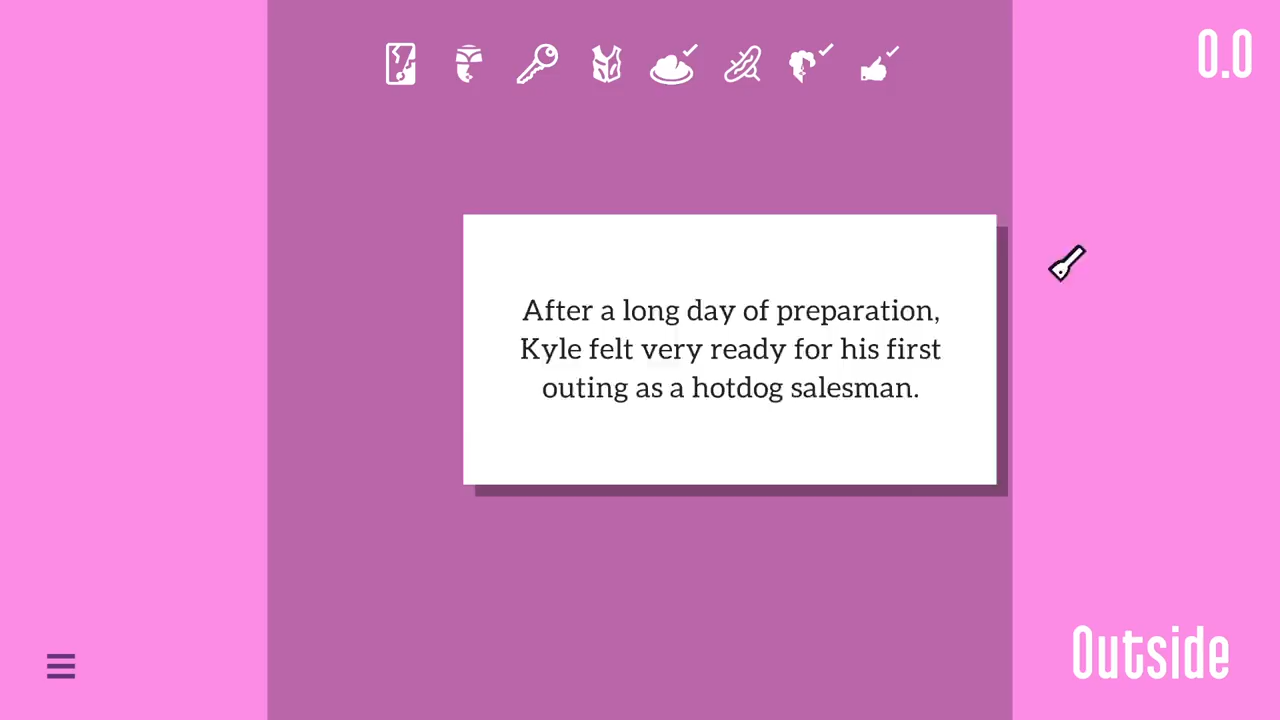 0.0
After a long day of preparation,
Kyle felt very ready for his first
outing as a hotdog salesman.
Outside